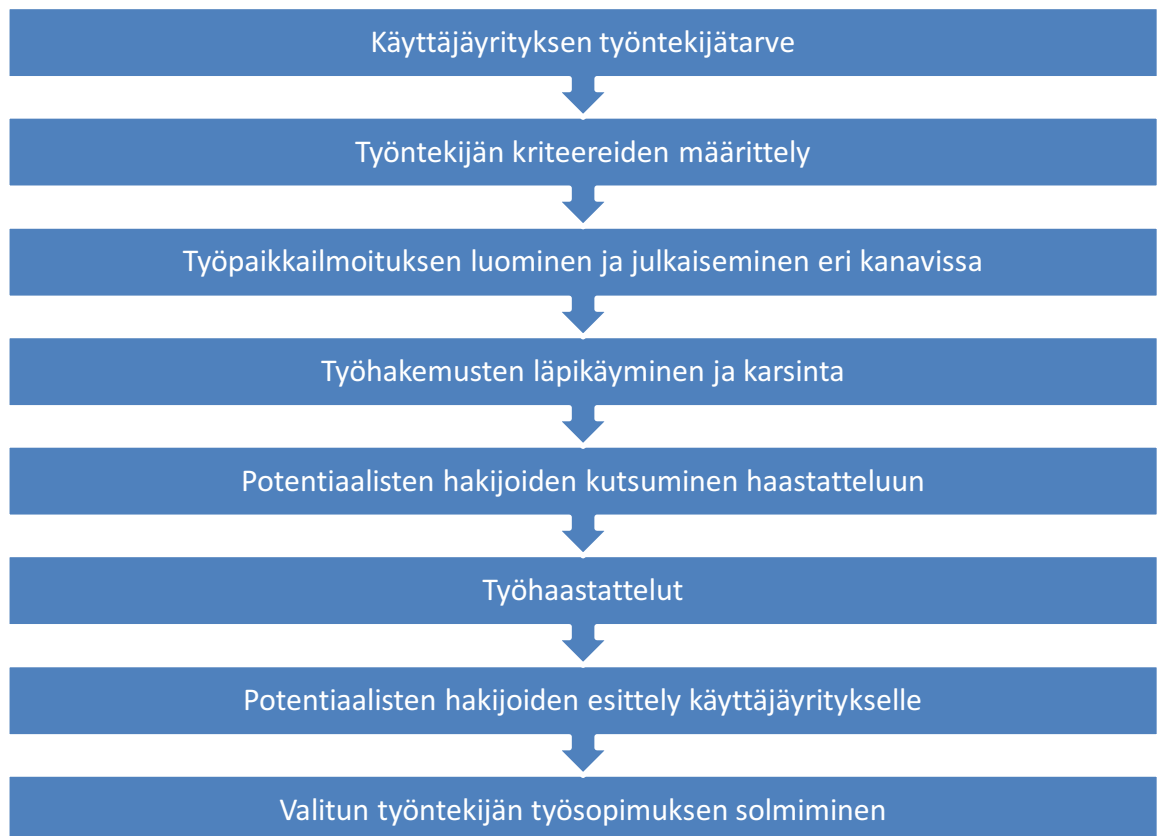 Käyttäjäyrityksen työntekijätarve
Työntekijän kriteereiden määrittely
Työpaikkailmoituksen luominen ja julkaiseminen eri kanavissa
Työhakemusten läpikäyminen ja karsinta
Potentiaalisten hakijoiden kutsuminen haastatteluun
Työhaastattelut
Potentiaalisten hakijoiden esittely käyttäjäyritykselle
Valitun työntekijän työsopimuksen solmiminen